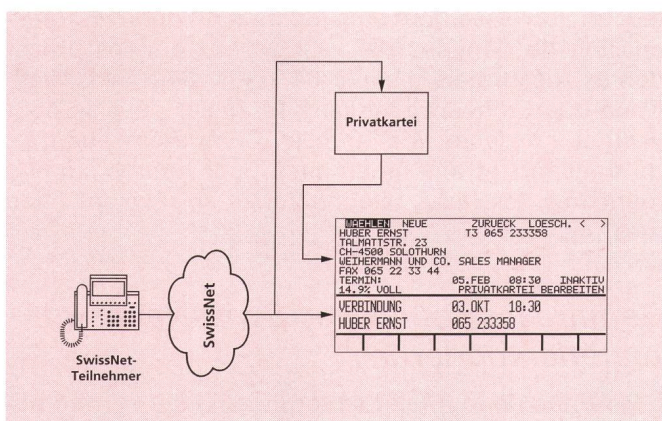 Privatkartei
WAEHLEN NEUE ZURUECK LOESCH. < >
HUBER ERNST T3 065 233358
TALMATTSTR. 23
CH-4500 SOLOTHURN
WEIHERMANN UND CO. SALES MANAGER
FAX 065 22 33 44
TERMIN: 05.FEB 08:30 INAKTIV
14.9% VOLL PRIVATKARTEI BEARBEITEN
VERBINDUNG 03.OKT 18:30
HUBER ERNST 065 233358
SwissNet
SwissNet-
Teilnehmer